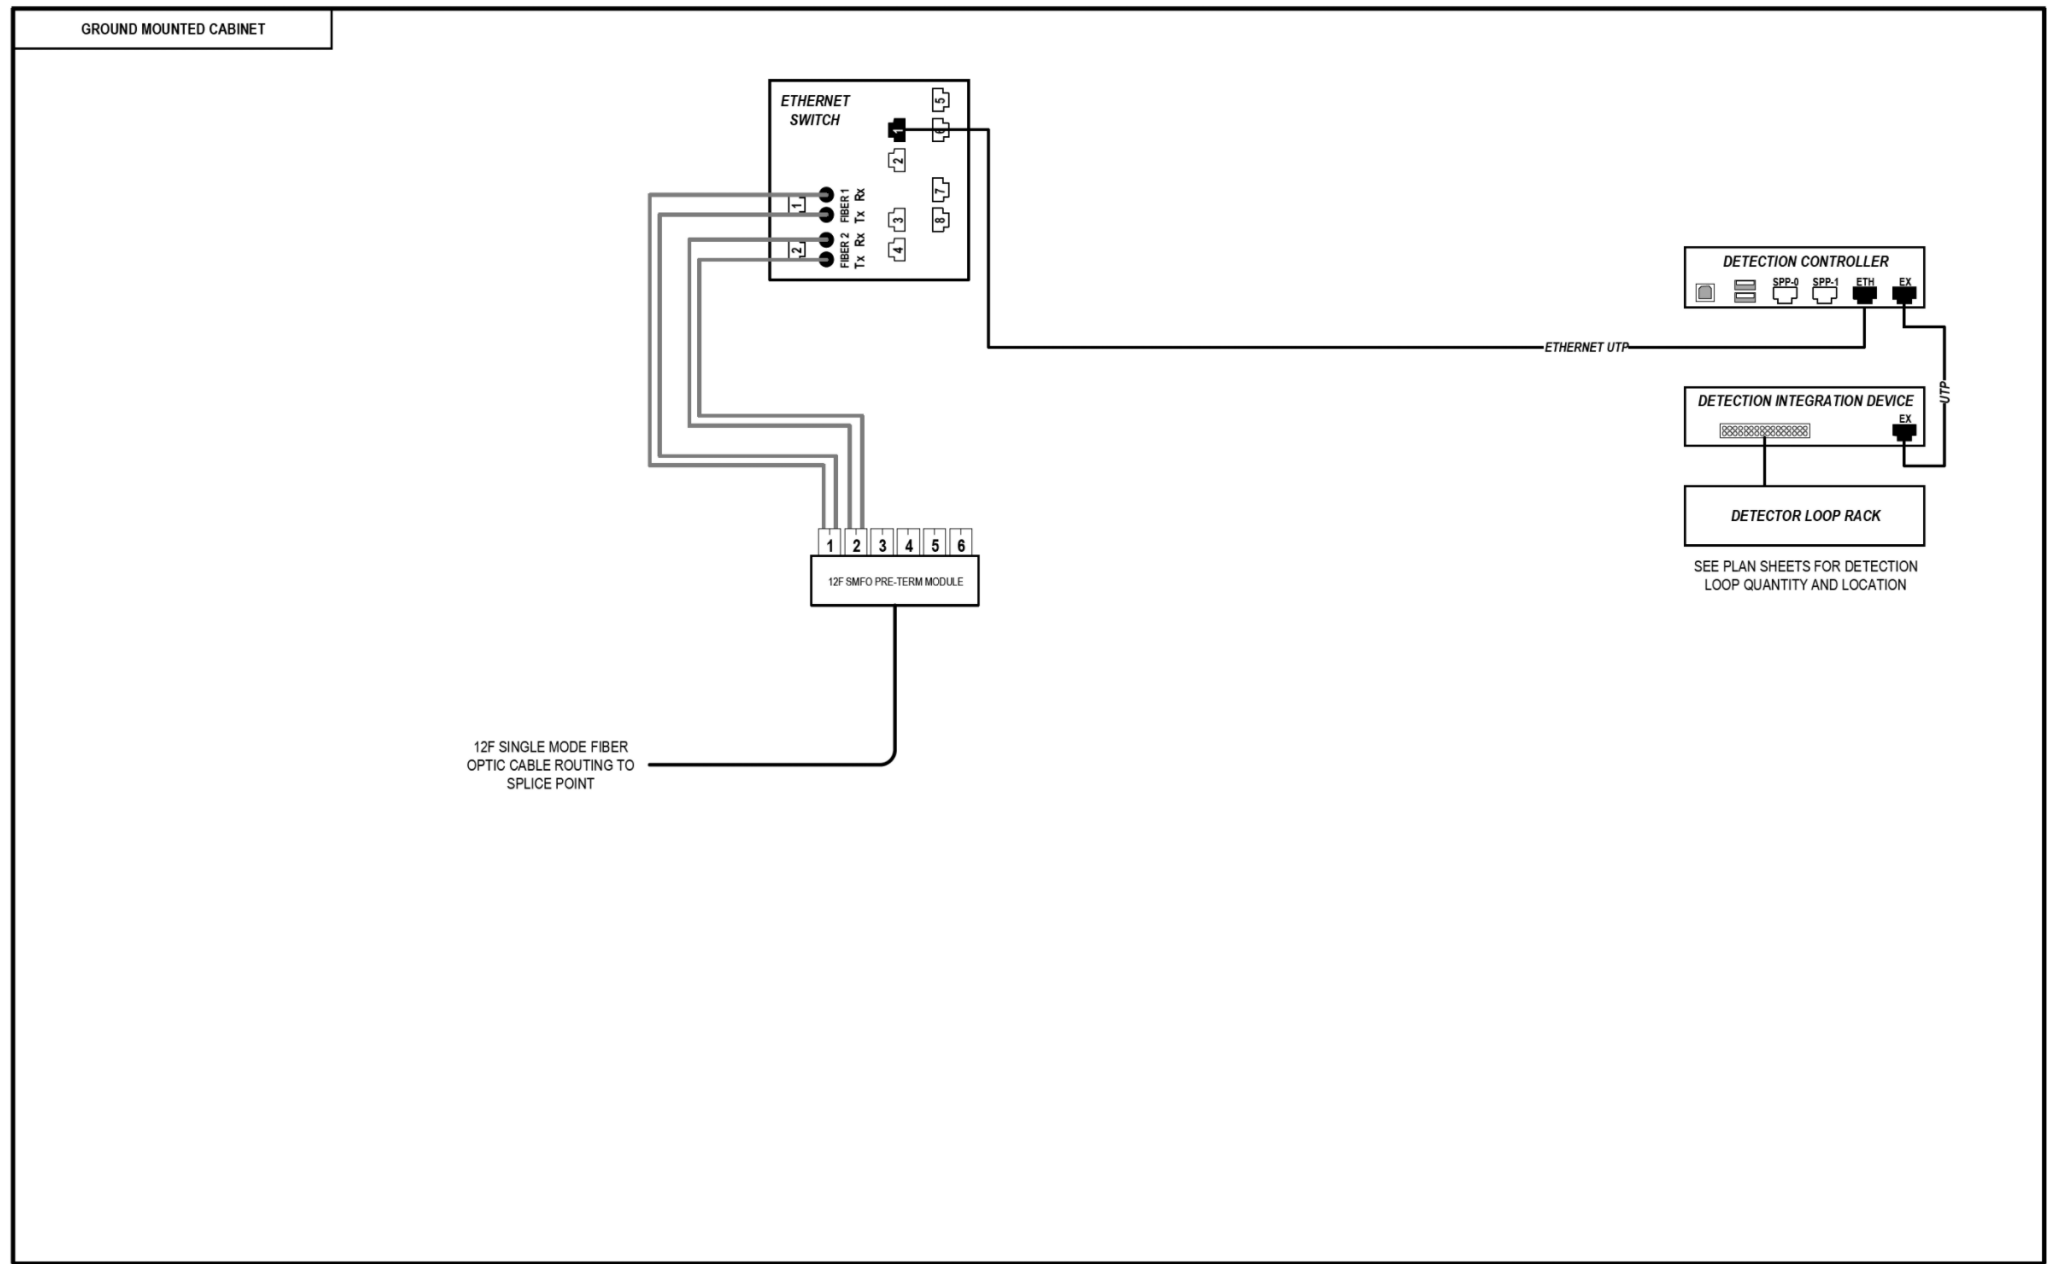 GROUND MOUNTED CABINET
ETHERNET
SWITCH
5
1
6
2
7
3
8
4
1
FIBER 1
Rx
Tx
2
FIBER 2
Rx
Tx
DETECTION CONTROLLER
SPP-0 SPP-1 ETH EX
ETHERNET UTP
UTP
DETECTION INTEGRATION DEVICE
EX
DETECTOR LOOP RACK
SEE PLAN SHEETS FOR DETECTION
LOOP QUANTITY AND LOCATION
1 2 3 4 5 6
12F SMFO PRE-TERM MODULE
12F SINGLE MODE FIBER
OPTIC CABLE ROUTING TO
SPLICE POINT